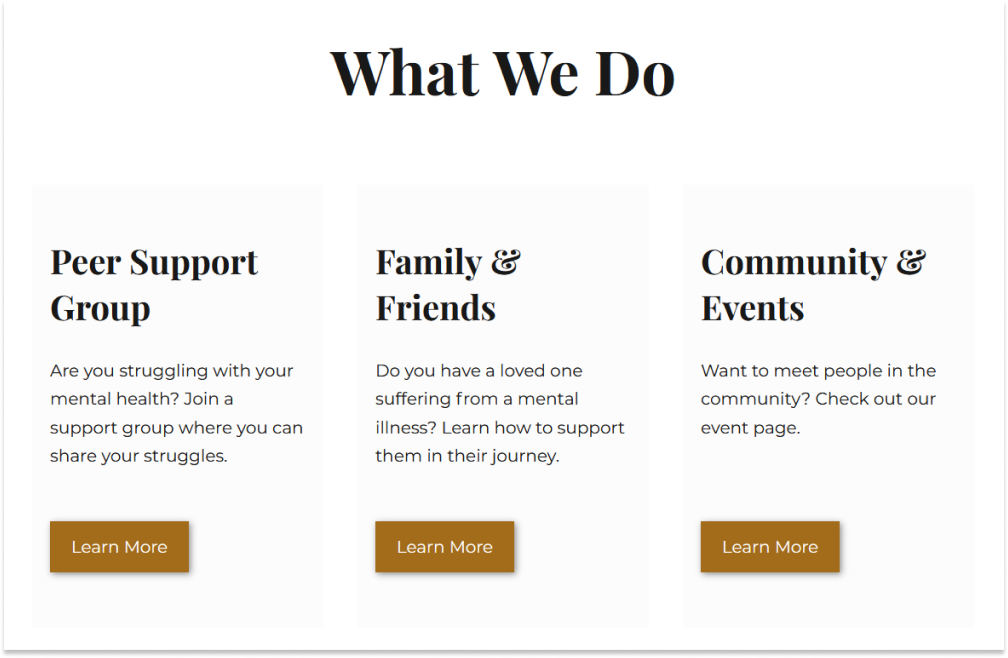 What We Do
Peer Support
Group
Are you struggling with your
mental health? Join a
support group where you can
share your struggles.
Learn More
Family &
Friends
Do you have a loved one
suffering from a mental
illness? Learn how to support
them in their journey.
Learn More
Community &
Events
Want to meet people in the
community? Check out our
event page.
Learn More